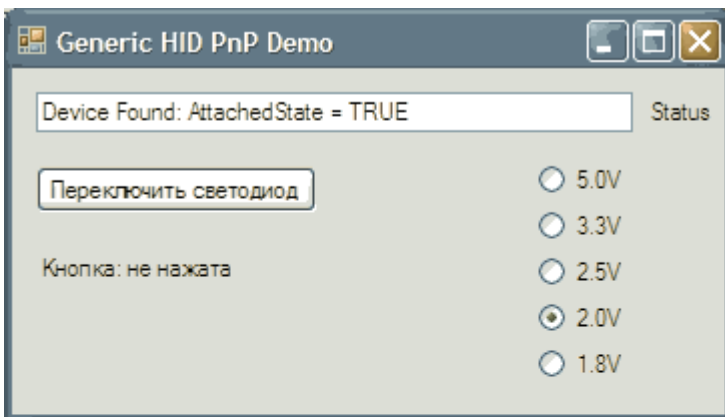 Generic HID PnP Demo
Device Found: AttachedState = TRUE
Status
Переключить светодиод
5.0V
3.3V
Кнопка: не нажата
2.5V
2.0V
1.8V